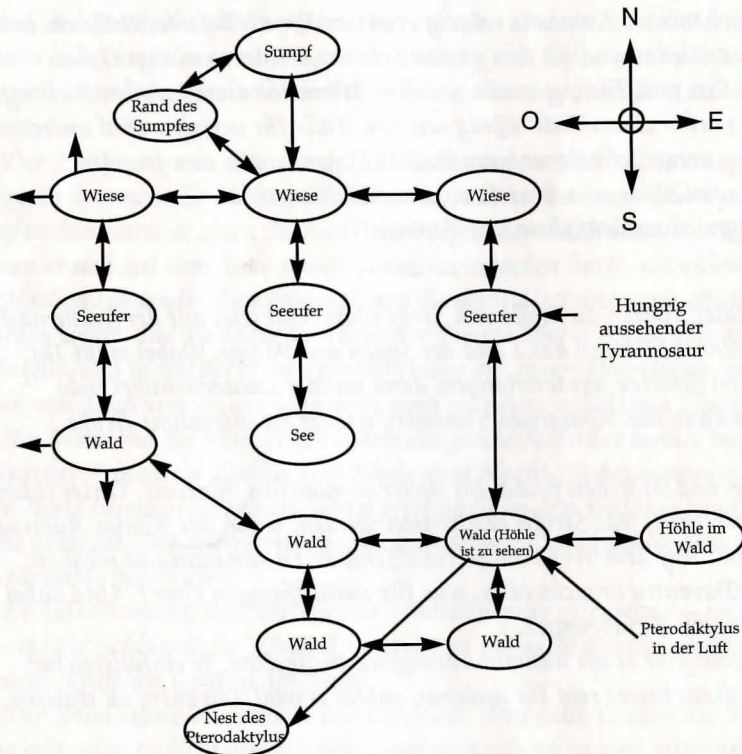 N
Sumpf
Rand des
Sumpfes
O
E
S
Wiese
Wiese
Wiese
Seeufer
Seeufer
Seeufer
Hungrig
aussehender
Tyrannosaur
Wald
See
Wald
Wald (Höhle
ist zu sehen)
Höhle im
Wald
Wald
Wald
Pterodaktylus
in der Luft
Nest des
Pterodaktylus